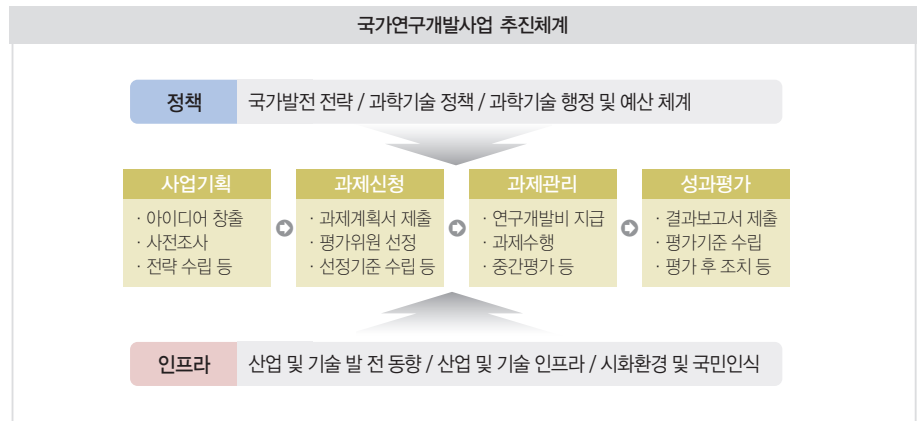 국가연구개발사업 추진체계
정책
국가발전 전략 / 과학기술 정책 / 과학기술 행정 및 예산 체계
사업기획
· 아이디어 창출
· 사전조사
· 전략 수립 등
과제신청
· 과제계획서 제출
· 평가위원 선정
· 선정기준 수립 등
과제관리
· 연구개발비 지급
· 과제수행
· 중간평가 등
성과평가
· 결과보고서 제출
· 평가기준 수립
· 평가 후 조치 등
인프라
산업 및 기술 발 전 동향 / 산업 및 기술 인프라 / 시화환경 및 국민인식